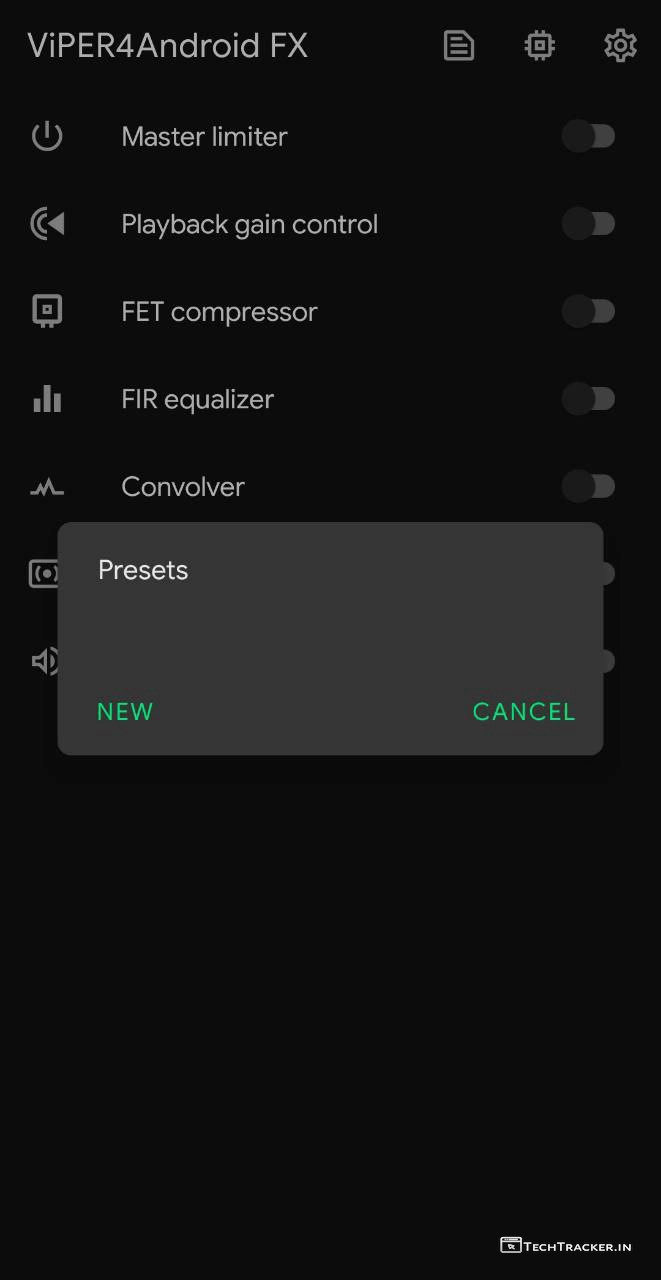 ViPER4Android FX
Master limiter
Playback gain control
FET compressor
FIR equalizer
Convolver
Presets
NEW CANCEL
TECHTRACKER.IN